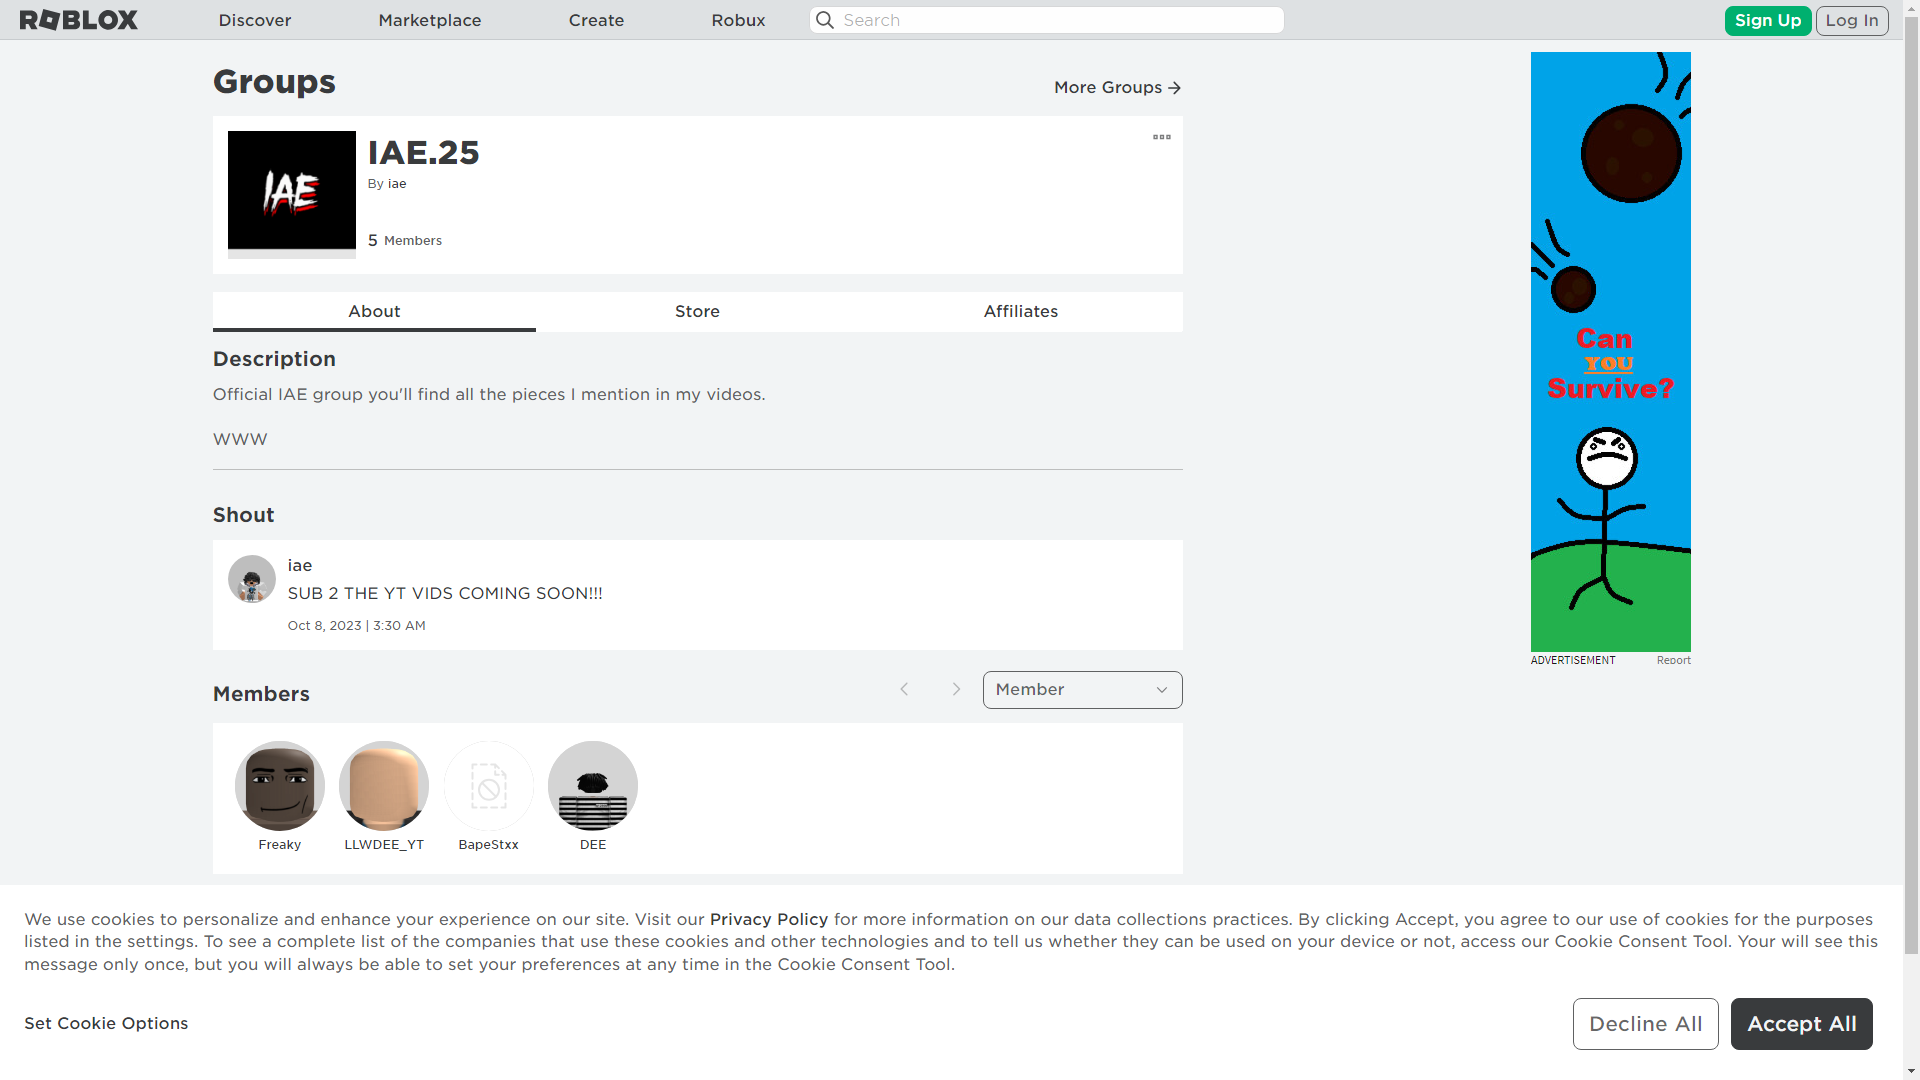 ROBLOX
Discover
Marketplace
Create
Robux
Search
Sign Up
Log In
Groups
More Groups
IAE
IAE.25
By iae
5 Members
About
Store
Affiliates
Description
Official IAE group you'll find all the pieces I mention in my videos.
WWW
Shout
iae
SUB 2 THE YT VIDS COMING SOON!!!
Oct 8, 2023 | 3:30 AM
Members
Member
Freaky
LLWDEE_YT
BapeStxx
DEE
Can
YOU
Survive?
ADVERTISEMENT
Report
We use cookies to personalize and enhance your experience on our site. Visit our Privacy Policy for more information on our data collections practices. By clicking Accept, you agree to our use of cookies for the purposes
listed in the settings. To see a complete list of the companies that use these cookies and other technologies and to tell us whether they can be used on your device or not, access our Cookie Consent Tool. Your will see this
message only once, but you will always be able to set your preferences at any time in the Cookie Consent Tool.
Set Cookie Options
Decline All
Accept All